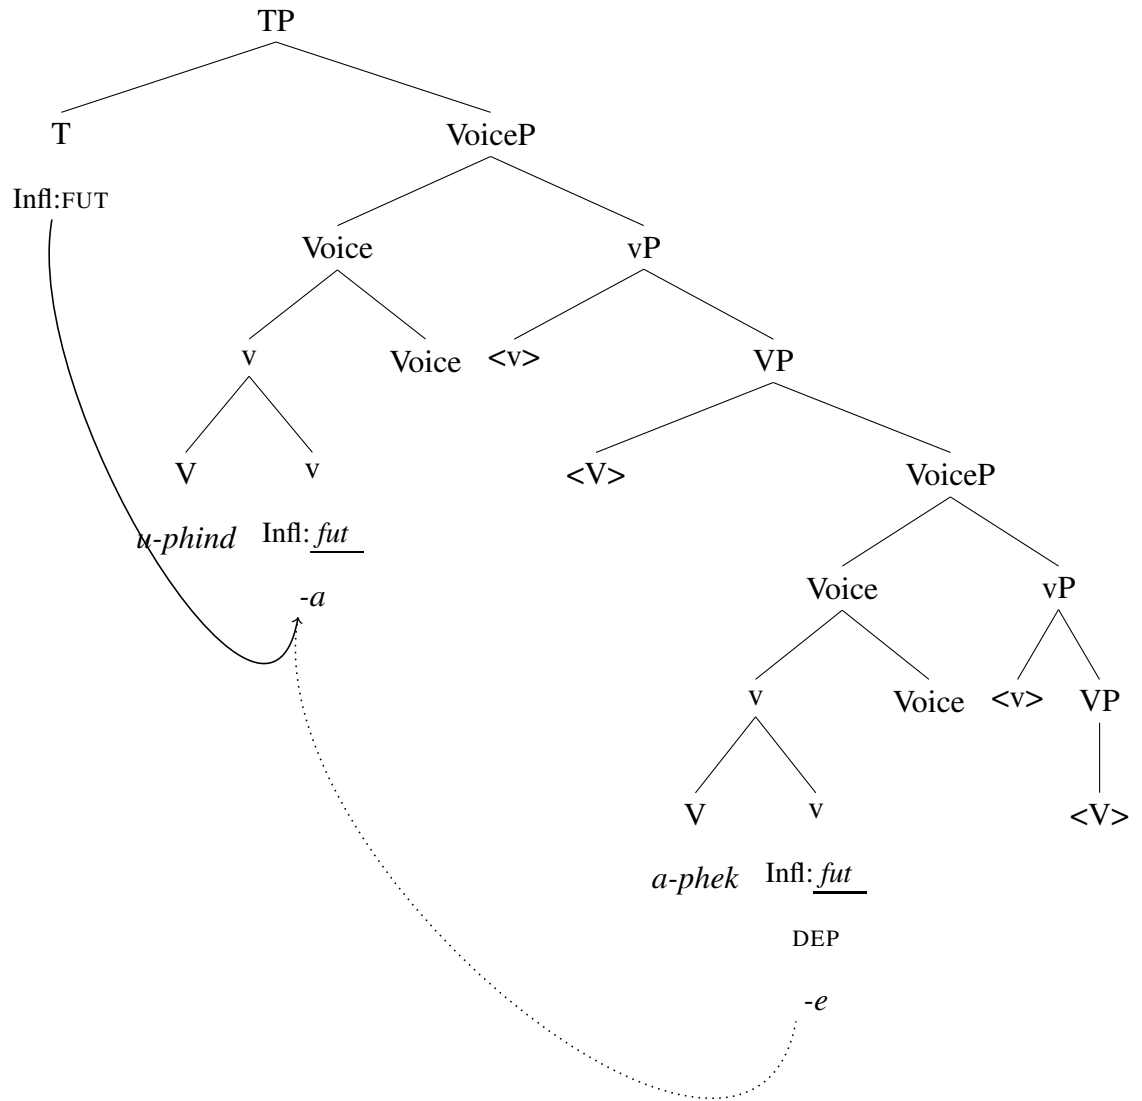 TP
T VoiceP
Infl:FUT
Voice vP
v Voice <v> VP
V v <V> VoiceP
u-phind Infl: fut
-a
Voice vP
v Voice <v> VP
V v <V>
a-phek Infl: fut
DEP
-e